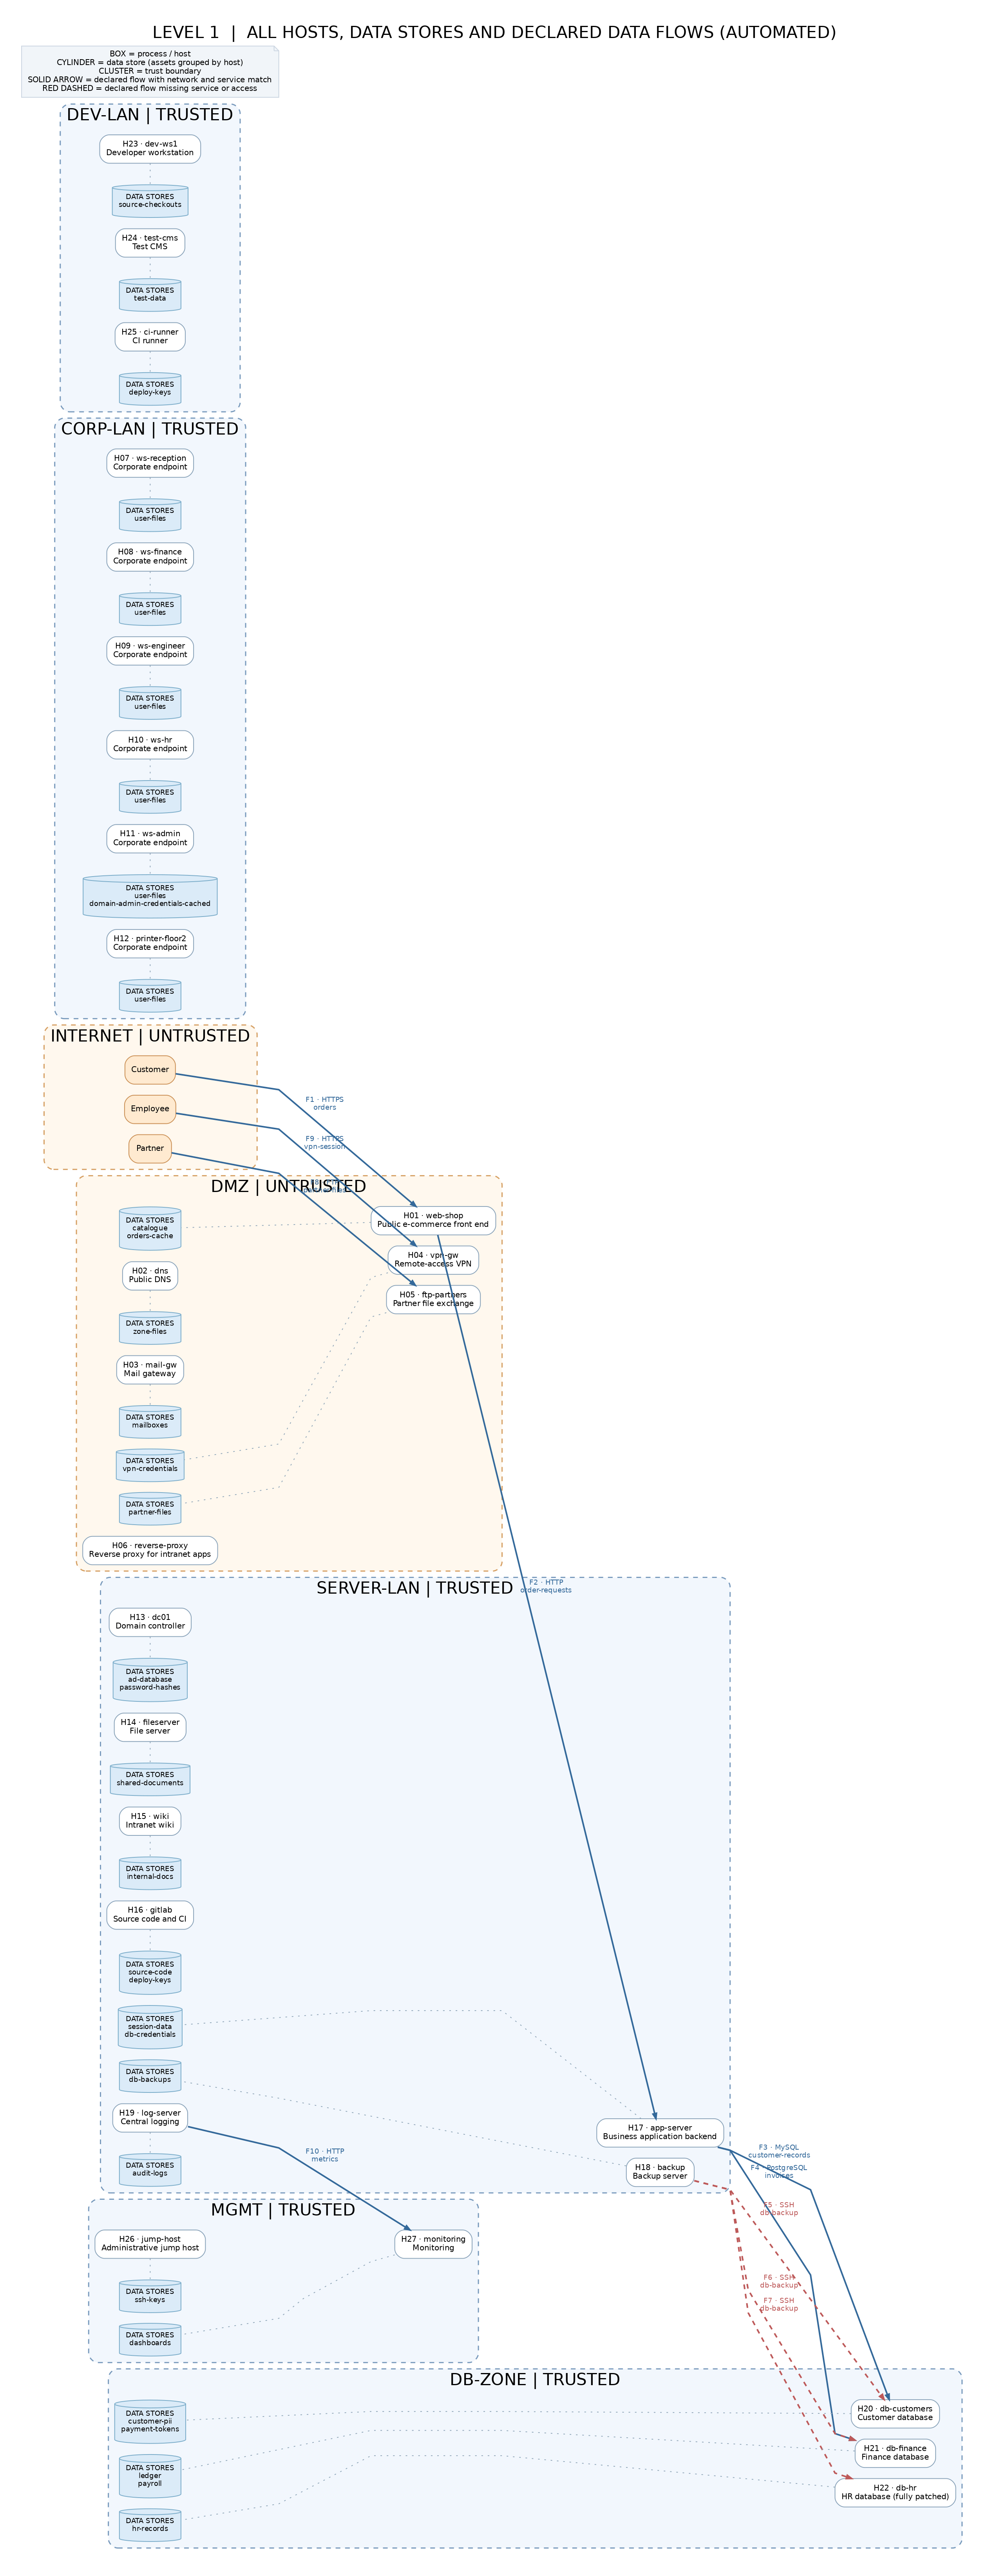 LEVEL 1 | ALL HOSTS, DATA STORES AND DECLARED DATA FLOWS (AUTOMATED)
BOX = process / host
CYLINDER = data store (assets grouped by host)
CLUSTER = trust boundary
SOLID ARROW = declared flow with network and service match
RED DASHED = declared flow missing service or access
DEV-LAN | TRUSTED
H23 · dev-ws1
Developer workstation
DATA STORES
source-checkouts
H24 · test-cms
Test CMS
DATA STORES
test-data
H25 · ci-runner
CI runner
DATA STORES
deploy-keys
CORP-LAN | TRUSTED
H07 · ws-reception
Corporate endpoint
DATA STORES
user-files
H08 · ws-finance
Corporate endpoint
DATA STORES
user-files
H09 · ws-engineer
Corporate endpoint
DATA STORES
user-files
H10 · ws-hr
Corporate endpoint
DATA STORES
user-files
H11 · ws-admin
Corporate endpoint
DATA STORES
user-files
domain-admin-credentials-cached
H12 · printer-floor2
Corporate endpoint
DATA STORES
user-files
INTERNET | UNTRUSTED
Customer
Employee
Partner
F1 · HTTPS
orders
F9 · HTTPS
vpn-session
DMZ | UNTRUSTED
DATA STORES
catalogue
orders-cache
H01 · web-shop
Public e-commerce front end
H04 · vpn-gw
Remote-access VPN
H05 · ftp-partners
Partner file exchange
H02 · dns
Public DNS
DATA STORES
zone-files
H03 · mail-gw
Mail gateway
DATA STORES
mailboxes
DATA STORES
vpn-credentials
DATA STORES
partner-files
H06 · reverse-proxy
Reverse proxy for intranet apps
SERVER-LAN | TRUSTED
F2 · HTTP
order-requests
H13 · dc01
Domain controller
DATA STORES
ad-database
password-hashes
H14 · fileserver
File server
DATA STORES
shared-documents
H15 · wiki
Intranet wiki
DATA STORES
internal-docs
H16 · gitlab
Source code and CI
DATA STORES
source-code
deploy-keys
DATA STORES
session-data
db-credentials
DATA STORES
db-backups
H19 · log-server
Central logging
DATA STORES
audit-logs
H17 · app-server
Business application backend
H18 · backup
Backup server
F10 · HTTP
metrics
F3 · MySQL
customer-records
F4 · PostgreSQL
invoices
F5 · SSH
db-backup
F6 · SSH
db-backup
F7 · SSH
db-backup
MGMT | TRUSTED
H26 · jump-host
Administrative jump host
DATA STORES
ssh-keys
DATA STORES
dashboards
H27 · monitoring
Monitoring
DB-ZONE | TRUSTED
DATA STORES
customer-pii
payment-tokens
DATA STORES
ledger
payroll
DATA STORES
hr-records
H20 · db-customers
Customer database
H21 · db-finance
Finance database
H22 · db-hr
HR database (fully patched)